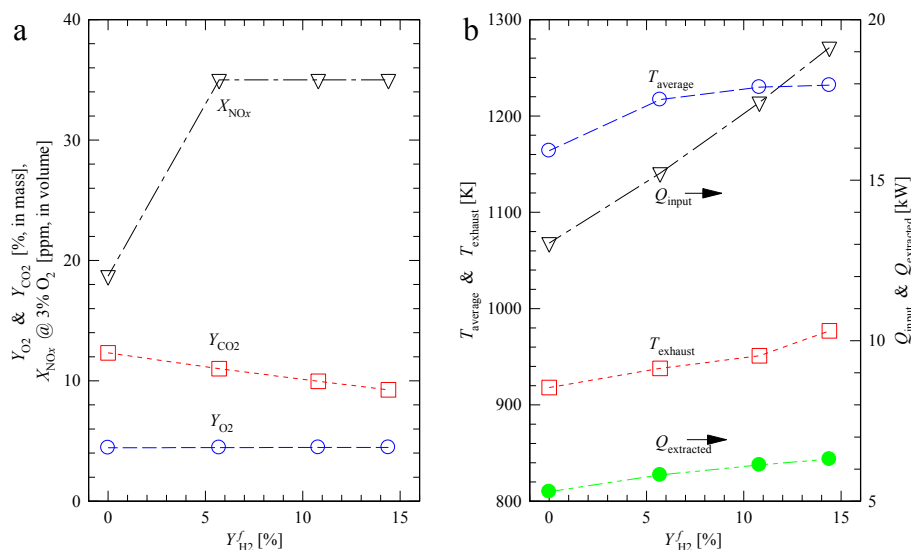 a
40
30
20
10
0
0
5
10
15
Y_O2 & Y_CO2 [%, in mass],
X_NOx @ 3% O_2 [ppm, in volume]
X_NOx
Y_CO2
Y_O2
Y^f_H2 [%]
b
1300
1200
1100
1000
900
800
20
15
10
5
0
5
10
15
T_average & T_exhaust [K]
Q_input & Q_extracted [kW]
T_average
Q_input
T_exhaust
Q_extracted
Y^f_H2 [%]